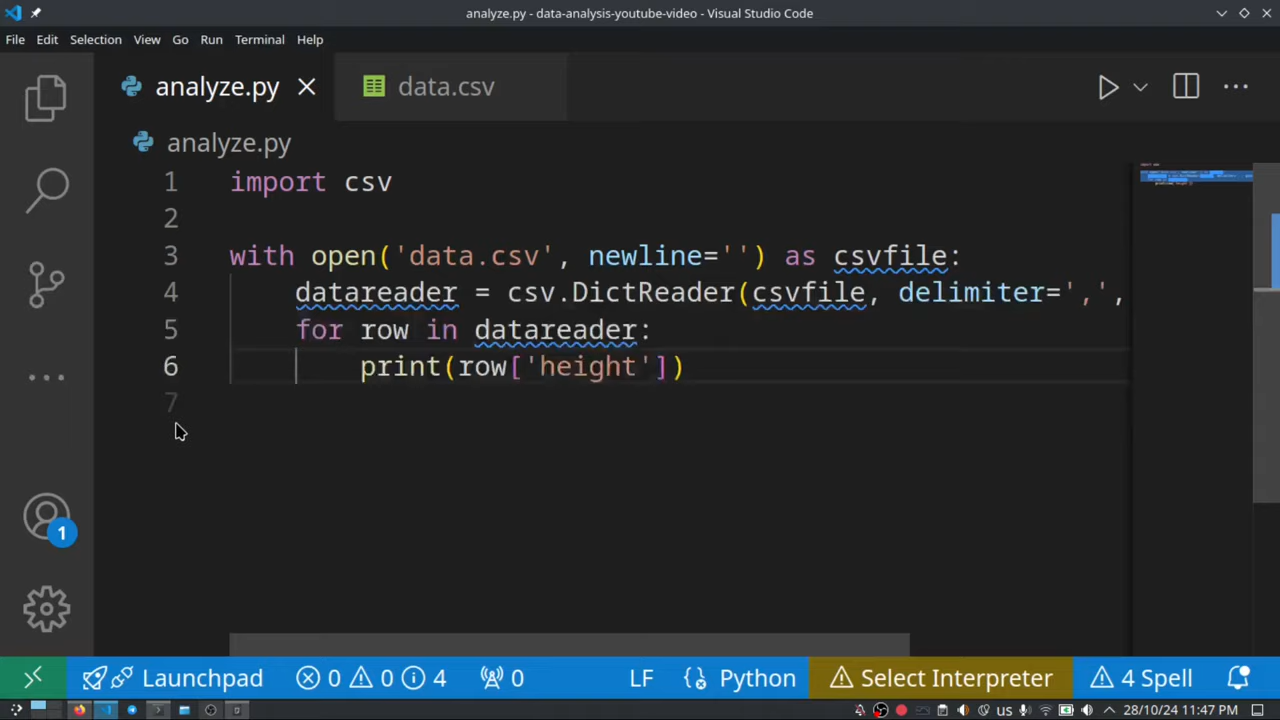 analyze.py - data-analysis-youtube-video - Visual Studio Code
File Edit Selection View Go Run Terminal Help
analyze.py data.csv
analyze.py
1 import csv
2
3 with open('data.csv', newline='') as csvfile:
4 datareader = csv.DictReader(csvfile, delimiter=',',
5 for row in datareader:
6 print(row['height'])
7
1
Launchpad 0 0 4 0 LF Python Select Interpreter 4 Spell
us 28/10/24 11:47 PM